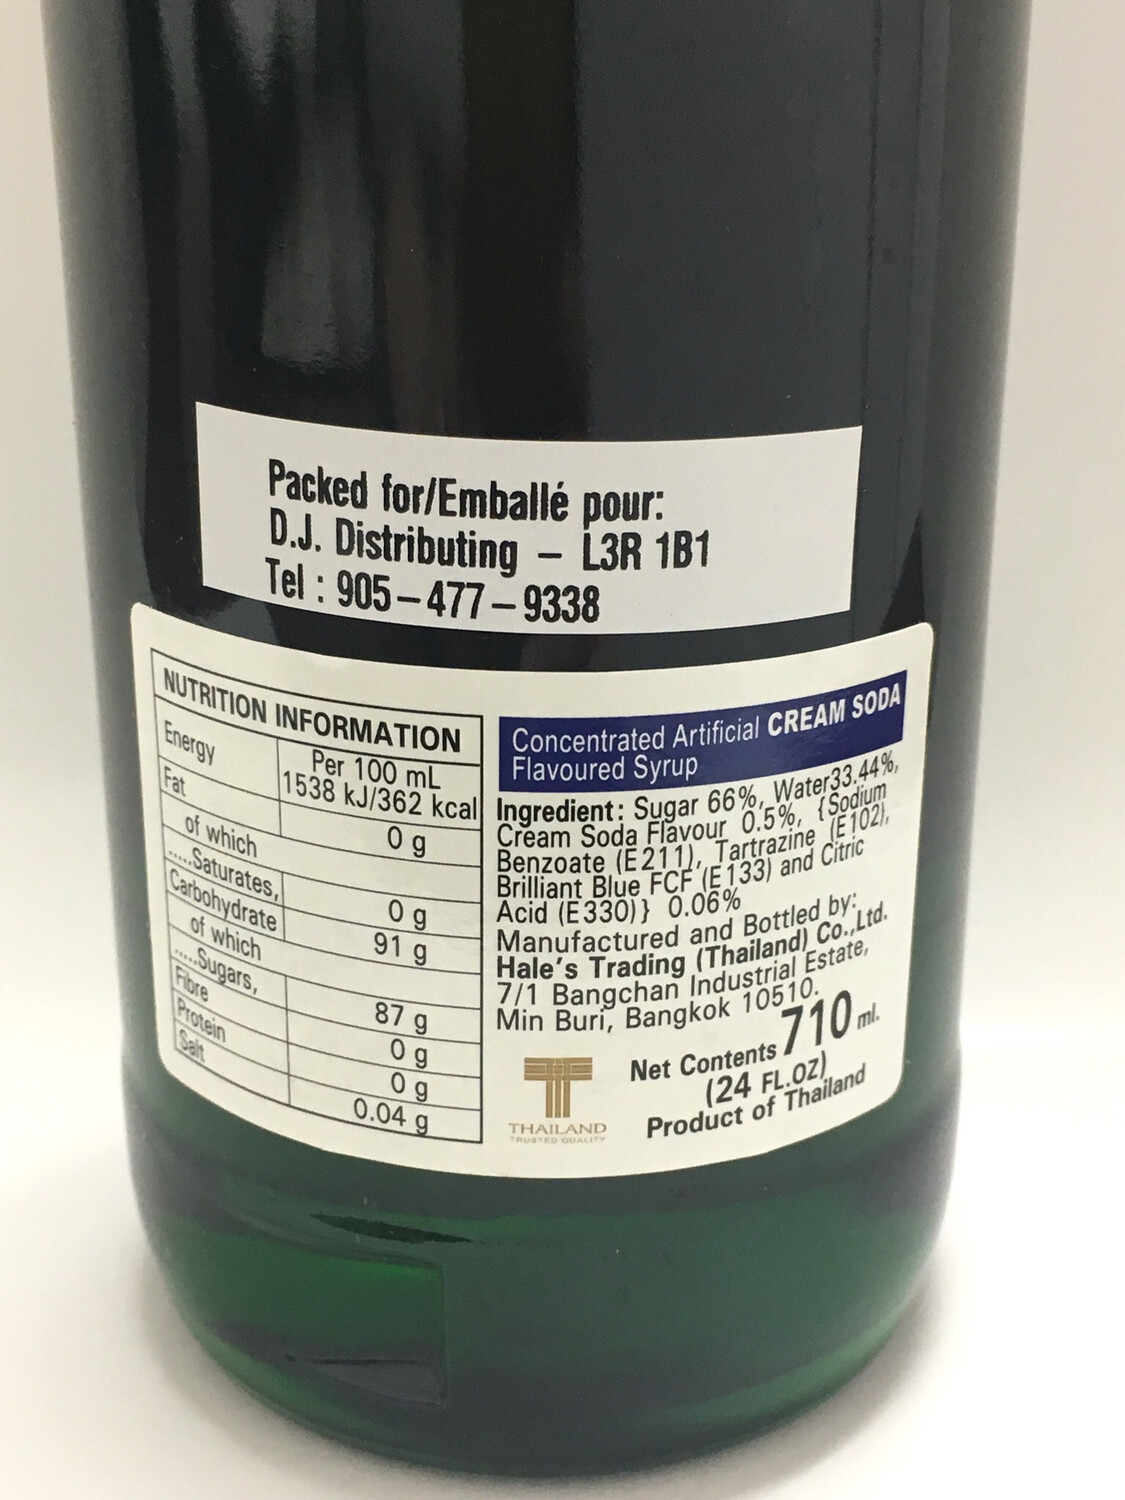 Packed for/Emballé pour:
D.J. Distributing – L3R 1B1
Tel : 905–477–9338
NUTRITION INFORMATION
Energy Per 100 mL
1538 kJ/362 kcal
Fat 0 g
of which
.....Saturates, 0 g
Carbohydrate 91 g
of which
.....Sugars, 87 g
Fibre 0 g
Protein 0 g
Salt 0.04 g
Concentrated Artificial CREAM SODA
Flavoured Syrup
Ingredient: Sugar 66%, Water33.44%,
Cream Soda Flavour 0.5%, {Sodium
Benzoate (E211), Tartrazine (E102),
Brilliant Blue FCF (E133) and Citric
Acid (E330)} 0.06%
Manufactured and Bottled by:
Hale's Trading (Thailand) Co.,Ltd.
7/1 Bangchan Industrial Estate,
Min Buri, Bangkok 10510.
Net Contents 710 ml.
(24 FL.OZ)
Product of Thailand
THAILAND
TRUSTED QUALITY